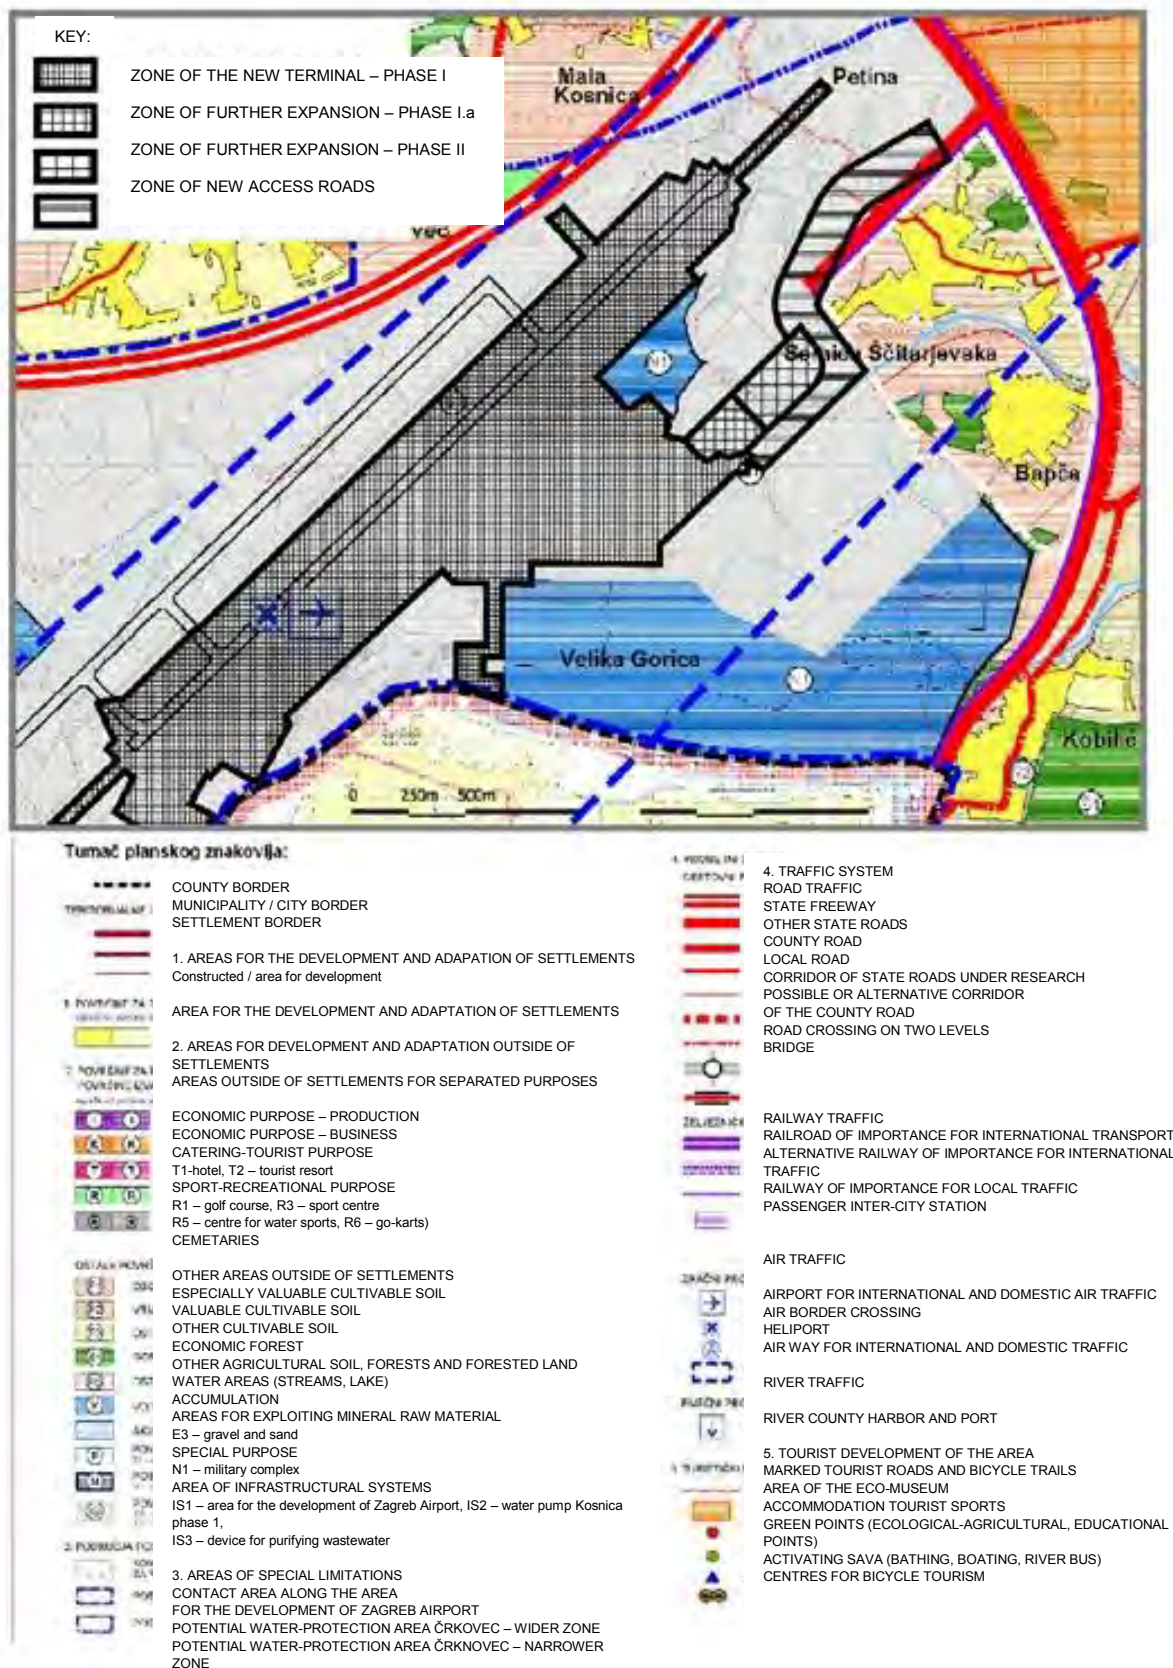 KEY:
ZONE OF THE NEW TERMINAL – PHASE I
ZONE OF FURTHER EXPANSION – PHASE I.a
ZONE OF FURTHER EXPANSION – PHASE II
ZONE OF NEW ACCESS ROADS
Mala
Kosnica
Petina
Ščitarjevska
Bapča
Velika Gorica
Kobilić
0 250m 500m
Tumač planskog znakovlja:
COUNTY BORDER
MUNICIPALITY / CITY BORDER
SETTLEMENT BORDER
1. AREAS FOR THE DEVELOPMENT AND ADAPATION OF SETTLEMENTS
Constructed / area for development
AREA FOR THE DEVELOPMENT AND ADAPTATION OF SETTLEMENTS
2. AREAS FOR DEVELOPMENT AND ADAPTATION OUTSIDE OF
SETTLEMENTS
AREAS OUTSIDE OF SETTLEMENTS FOR SEPARATED PURPOSES
ECONOMIC PURPOSE – PRODUCTION
ECONOMIC PURPOSE – BUSINESS
CATERING-TOURIST PURPOSE
T1-hotel, T2 – tourist resort
SPORT-RECREATIONAL PURPOSE
R1 – golf course, R3 – sport centre
R5 – centre for water sports, R6 – go-karts)
CEMETARIES
OTHER AREAS OUTSIDE OF SETTLEMENTS
ESPECIALLY VALUABLE CULTIVABLE SOIL
VALUABLE CULTIVABLE SOIL
OTHER CULTIVABLE SOIL
ECONOMIC FOREST
OTHER AGRICULTURAL SOIL, FORESTS AND FORESTED LAND
WATER AREAS (STREAMS, LAKE)
ACCUMULATION
AREAS FOR EXPLOITING MINERAL RAW MATERIAL
E3 – gravel and sand
SPECIAL PURPOSE
N1 – military complex
AREA OF INFRASTRUCTURAL SYSTEMS
IS1 – area for the development of Zagreb Airport, IS2 – water pump Kosnica
phase 1,
IS3 – device for purifying wastewater
3. AREAS OF SPECIAL LIMITATIONS
CONTACT AREA ALONG THE AREA
FOR THE DEVELOPMENT OF ZAGREB AIRPORT
POTENTIAL WATER-PROTECTION AREA ČRKOVEC – WIDER ZONE
POTENTIAL WATER-PROTECTION AREA ČRKNOVEC – NARROWER
ZONE
4. TRAFFIC SYSTEM
ROAD TRAFFIC
STATE FREEWAY
OTHER STATE ROADS
COUNTY ROAD
LOCAL ROAD
CORRIDOR OF STATE ROADS UNDER RESEARCH
POSSIBLE OR ALTERNATIVE CORRIDOR
OF THE COUNTY ROAD
ROAD CROSSING ON TWO LEVELS
BRIDGE
RAILWAY TRAFFIC
RAILROAD OF IMPORTANCE FOR INTERNATIONAL TRANSPORT
ALTERNATIVE RAILWAY OF IMPORTANCE FOR INTERNATIONAL
TRAFFIC
RAILWAY OF IMPORTANCE FOR LOCAL TRAFFIC
PASSENGER INTER-CITY STATION
AIR TRAFFIC
AIRPORT FOR INTERNATIONAL AND DOMESTIC AIR TRAFFIC
AIR BORDER CROSSING
HELIPORT
AIR WAY FOR INTERNATIONAL AND DOMESTIC TRAFFIC
RIVER TRAFFIC
RIVER COUNTY HARBOR AND PORT
5. TOURIST DEVELOPMENT OF THE AREA
MARKED TOURIST ROADS AND BICYCLE TRAILS
AREA OF THE ECO-MUSEUM
ACCOMMODATION TOURIST SPORTS
GREEN POINTS (ECOLOGICAL-AGRICULTURAL, EDUCATIONAL
POINTS)
ACTIVATING SAVA (BATHING, BOATING, RIVER BUS)
CENTRES FOR BICYCLE TOURISM